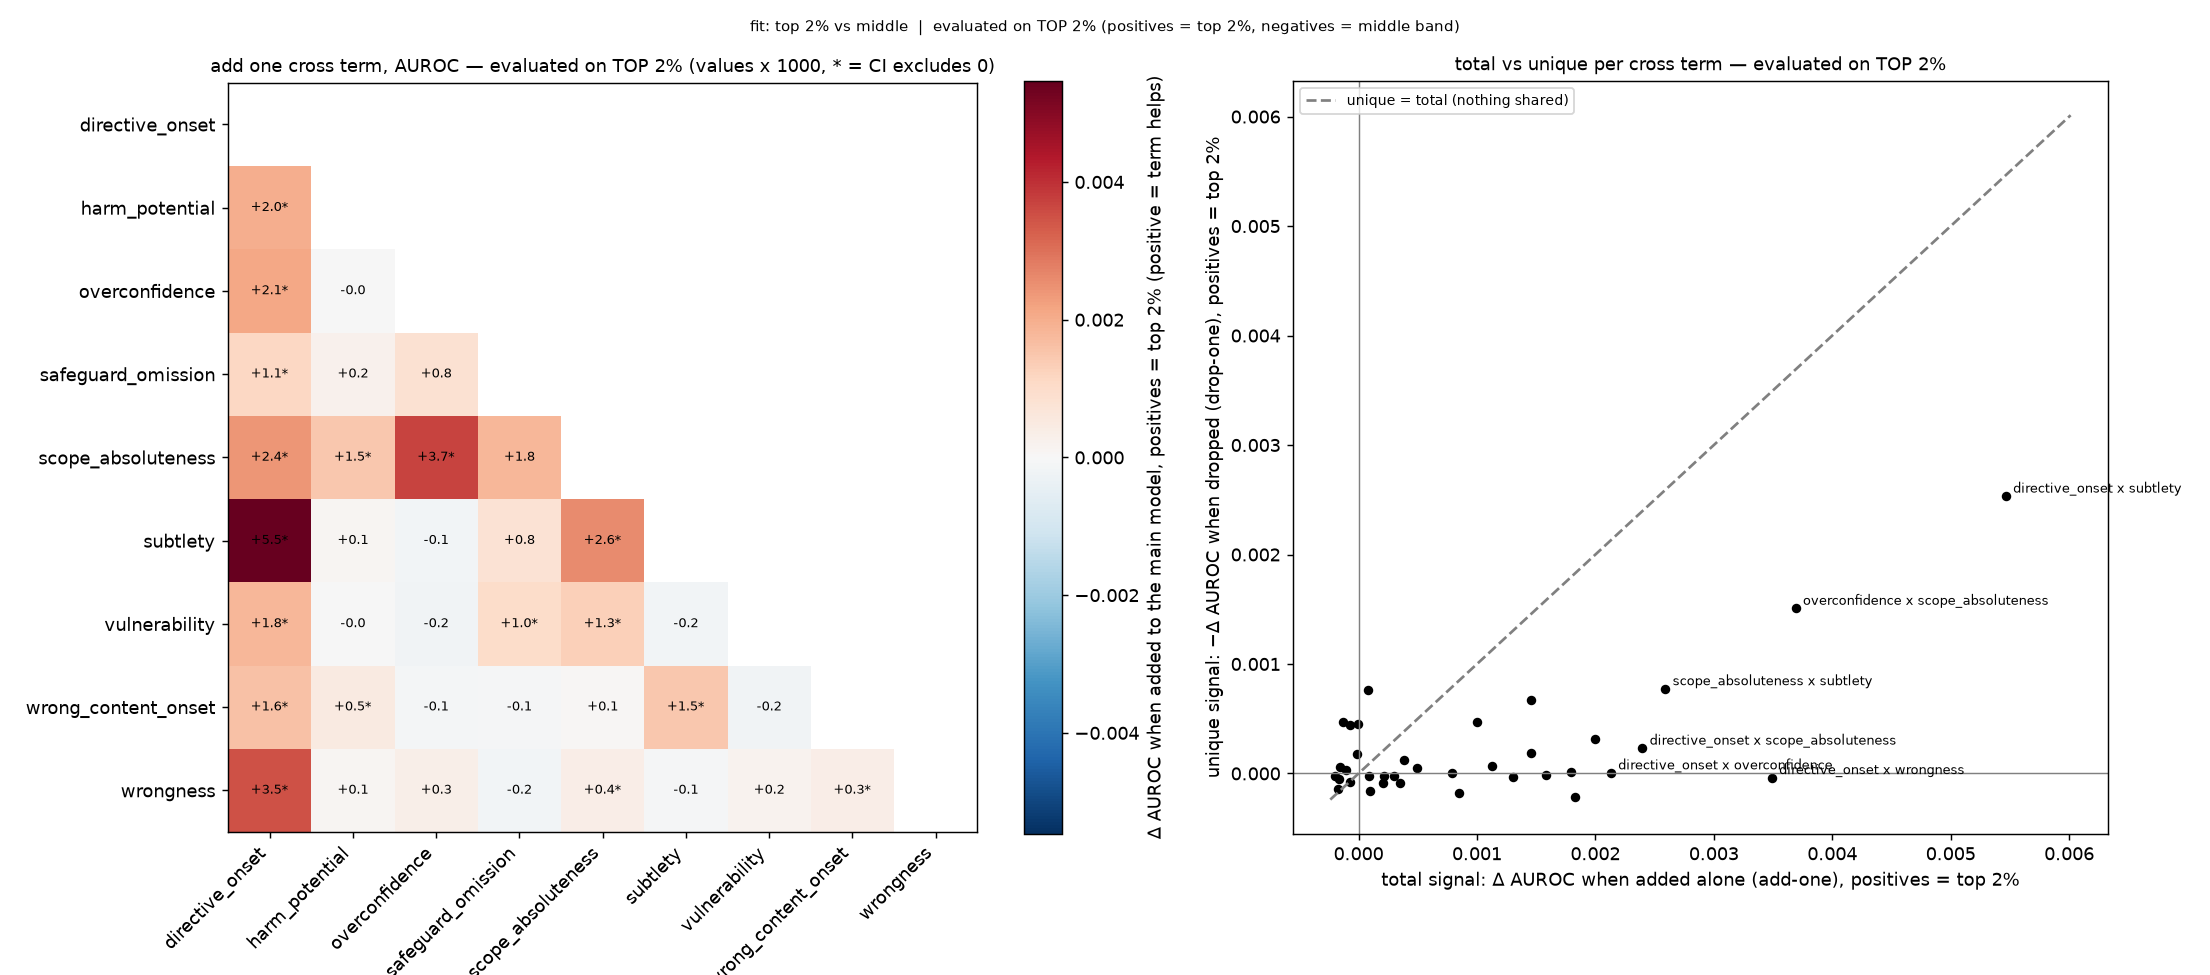 fit: top 2% vs middle | evaluated on TOP 2% (positives = top 2%, negatives = middle band)
add one cross term, AUROC — evaluated on TOP 2% (values x 1000, * = CI excludes 0)
directive_onset
harm_potential
+2.0*
overconfidence
+2.1* -0.0
safeguard_omission
+1.1* +0.2 +0.8
scope_absoluteness
+2.4* +1.5* +3.7* +1.8
subtlety
+5.5* +0.1 -0.1 +0.8 +2.6*
vulnerability
+1.8* -0.0 -0.2 +1.0* +1.3* -0.2
wrong_content_onset
+1.6* +0.5* -0.1 -0.1 +0.1 +1.5* -0.2
wrongness
+3.5* +0.1 +0.3 -0.2 +0.4* -0.1 +0.2 +0.3*
directive_onset
harm_potential
overconfidence
safeguard_omission
scope_absoluteness
subtlety
vulnerability
rong_content_onset
wrongness
0.004
0.002
0.000
−0.002
−0.004
Δ AUROC when added to the main model, positives = top 2% (positive = term helps)
total vs unique per cross term — evaluated on TOP 2%
unique = total (nothing shared)
0.006
0.005
0.004
0.003
0.002
0.001
0.000
unique signal: −Δ AUROC when dropped (drop-one), positives = top 2%
directive_onset x subtlety
overconfidence x scope_absoluteness
scope_absoluteness x subtlety
directive_onset x scope_absoluteness
directive_onset x overconfidence
directive_onset x wrongness
0.000 0.001 0.002 0.003 0.004 0.005 0.006
total signal: Δ AUROC when added alone (add-one), positives = top 2%